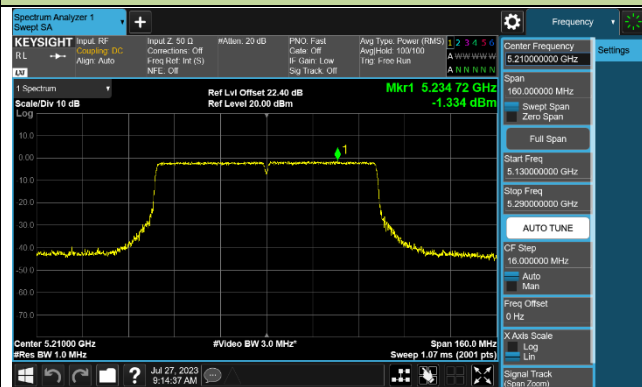 Spectrum Analyzer 1
Swept SA
Frequency
KEYSIGHT
RL
LXI
Input: RF
Coupling: DC
Align: Auto
Input Z: 50 Ω
Corrections: Off
Freq Ref: Int (S)
NFE: Off
#Atten: 20 dB
PNO: Fast
Gate: Off
IF Gain: Low
Sig Track: Off
Avg Type: Power (RMS)
Avg|Hold: 100/100
Trig: Free Run
1 2 3 4 5 6
A W W W W W
A N N N N N
1 Spectrum
Scale/Div 10 dB
Log
Ref Lvl Offset 22.40 dB
Ref Level 20.00 dBm
Mkr1 5.234 72 GHz
-1.334 dBm
10.0
0.00
-10.0
-20.0
-30.0
-40.0
-50.0
-60.0
-70.0
1
Center 5.21000 GHz
#Res BW 1.0 MHz
#Video BW 3.0 MHz*
Span 160.0 MHz
Sweep 1.07 ms (2001 pts)
Jul 27, 2023
9:14:37 AM
Center Frequency
5.210000000 GHz
Settings
Span
160.000000 MHz
Swept Span
Zero Span
Full Span
Start Freq
5.130000000 GHz
Stop Freq
5.290000000 GHz
AUTO TUNE
CF Step
16.000000 MHz
Auto
Man
Freq Offset
0 Hz
X Axis Scale
Log
Lin
Signal Track
(Span Zoom)